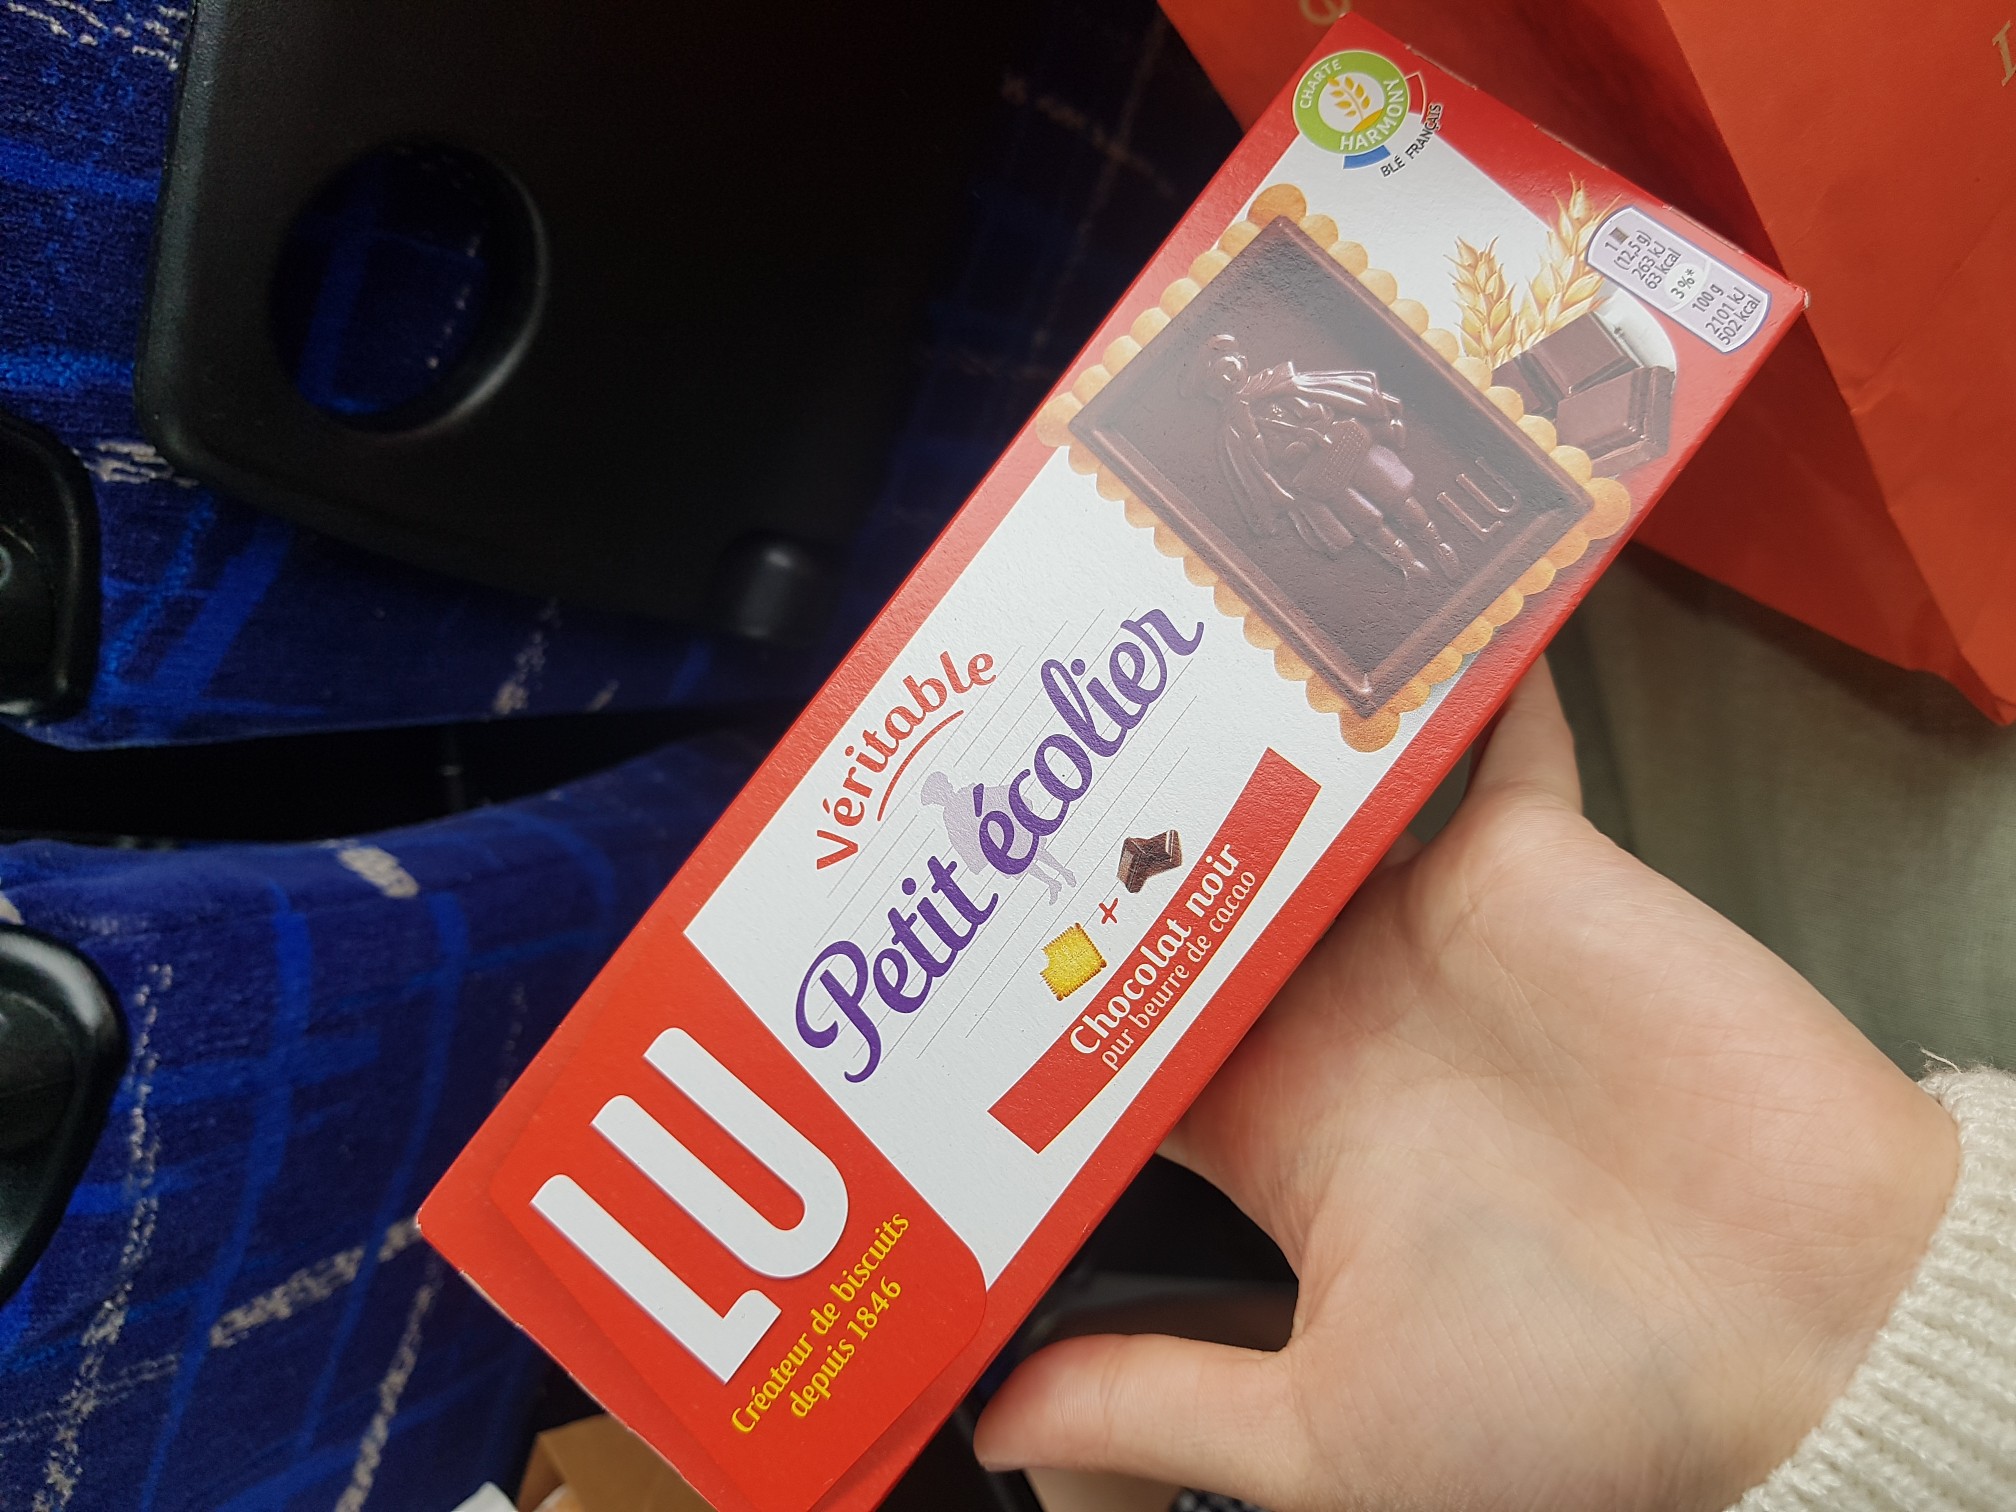 CHARTE
HARMONY
BLÉ FRANÇAIS
1
(12,5 g)
263 kJ
63 kcal
3%*
100 g
2101 kJ
502 kcal
LU
Véritable
Petit écolier
+
Chocolat noir
pur beurre de cacao
LU
Créateur de biscuits
depuis 1846